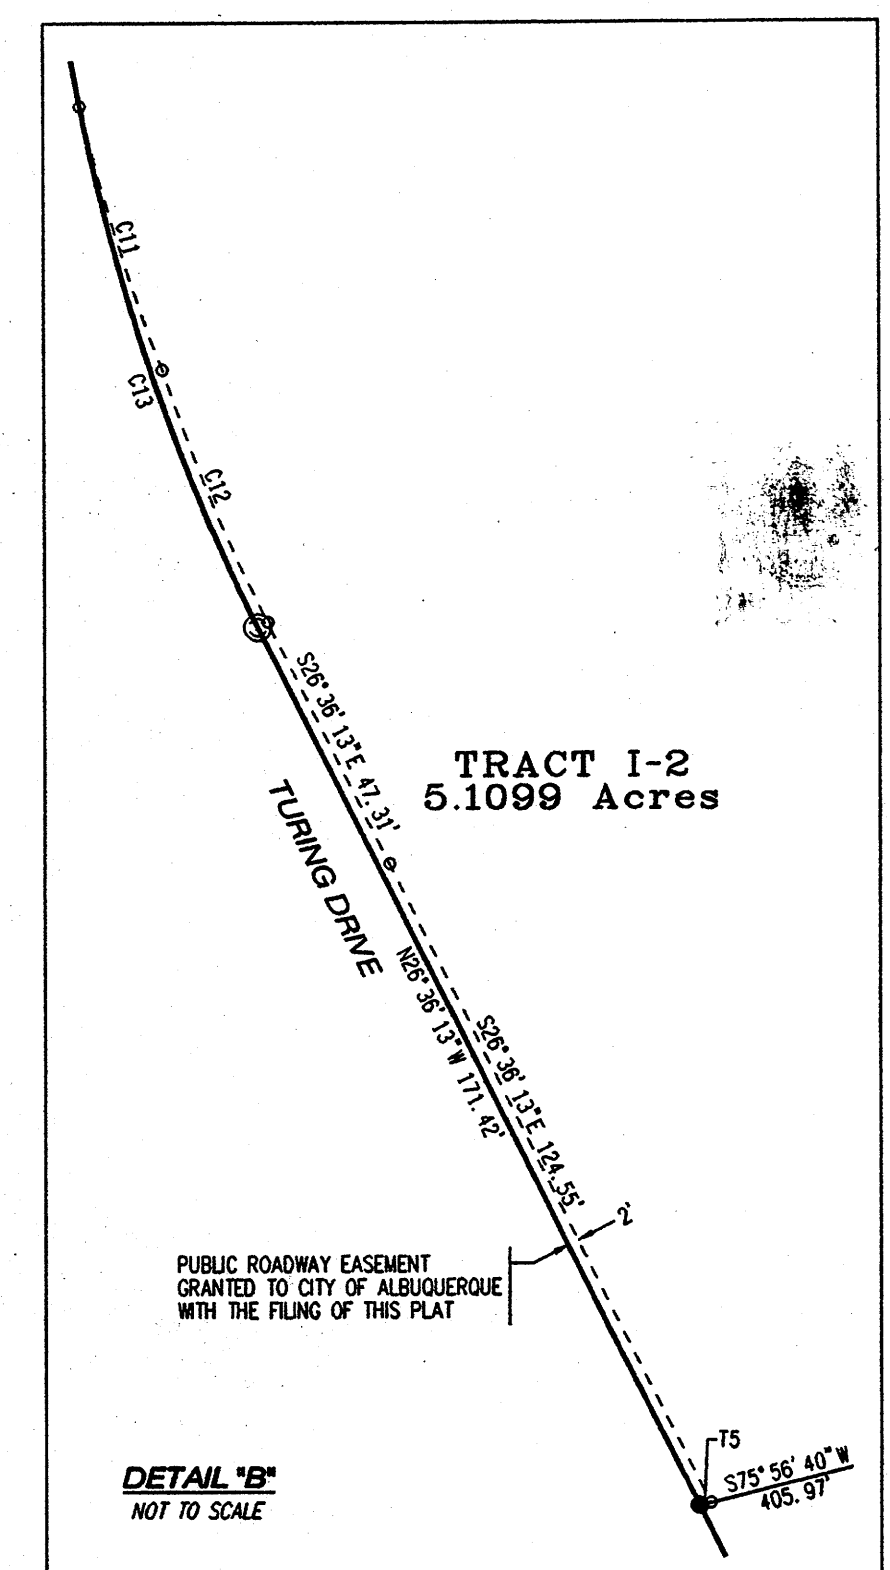 C11
C13
C12
S26° 36' 13"E 47.31'
TRACT I-2
5.1099 Acres
TURING DRIVE
N26° 36' 13"W 171.42'
S26° 36' 13"E 124.55'
2'
PUBLIC ROADWAY EASEMENT
GRANTED TO CITY OF ALBUQUERQUE
WITH THE FILING OF THIS PLAT
T5
S75° 56' 40"W
405.97'
DETAIL "B"
NOT TO SCALE